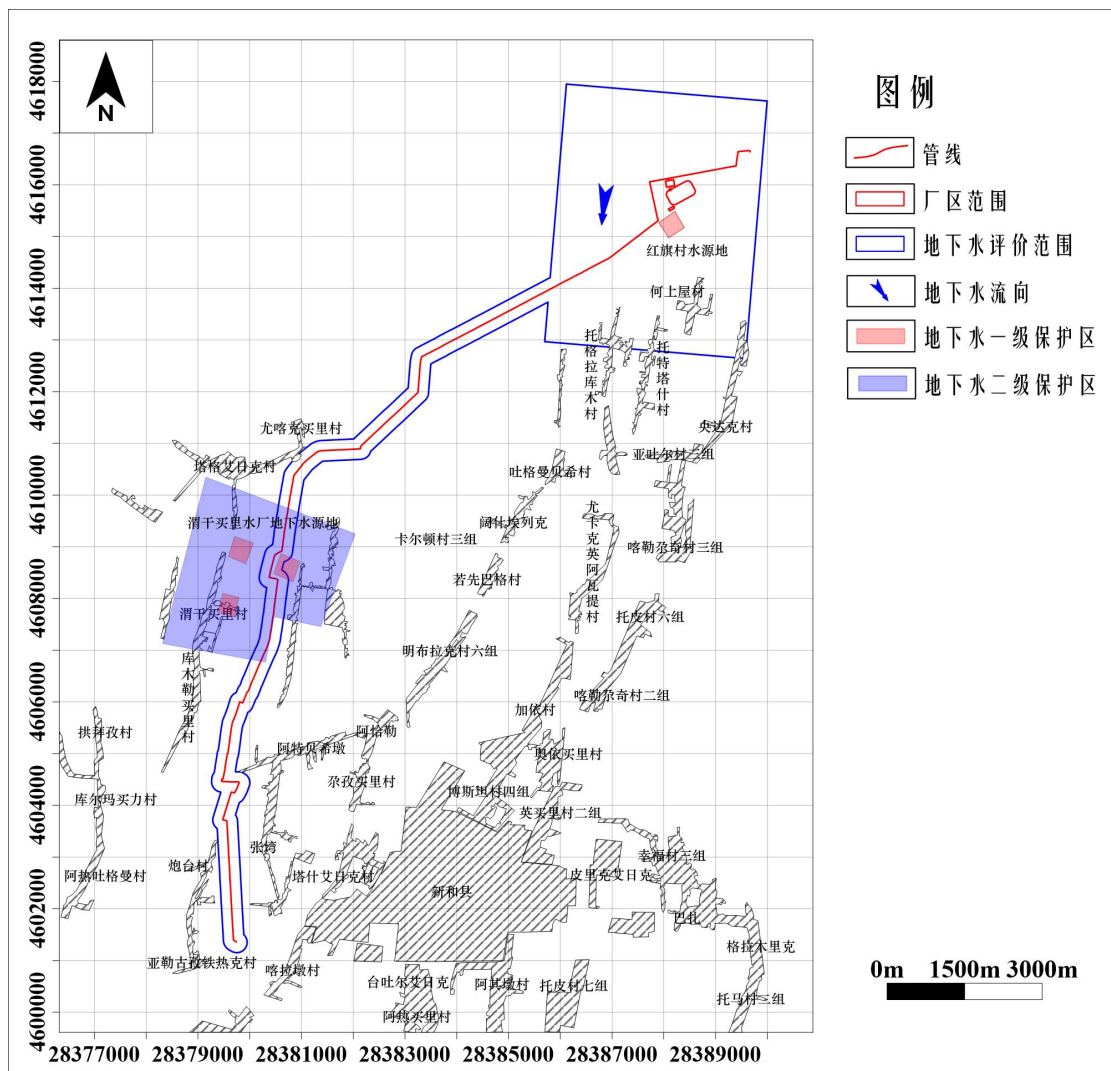 N
图例
管线
厂区范围
地下水评价范围
地下水流向
地下水一级保护区
地下水二级保护区
0m 1500m 3000m
4618000
4616000
4614000
4612000
4610000
4608000
4606000
4604000
4602000
4600000
28377000
28379000
28381000
28383000
28385000
28387000
28389000
红旗村水源地
何上屋材
托格拉库木村
托特塔什村
央达克村
亚吐尔村二组
尤喀克买里村
塔格艾日克村
吐格曼贝希村
渭干买里水厂地下水源地
阔什埃列克
卡尔顿村三组
尤卡克英阿瓦提村
喀勒尕奇村三组
若先巴格村
渭干买里村
托皮村六组
明布拉克村六组
库木勒买里村
喀勒尕奇村二组
加依村
拱拜孜村
阿恰勒
阿特贝希墩
奥依买里村
尕孜买里村
博斯坦村四组
库尔玛买力村
英买里村二组
张塆
幸福村三组
炮台村
阿热吐格曼村
塔什艾日克村
新和县
皮里克艾日克
巴扎
格拉木里克
亚勒古孜铁热克村
喀拉墩村
台吐尔艾日克
阿其墩村
托皮村七组
托马村二组
阿热买里村